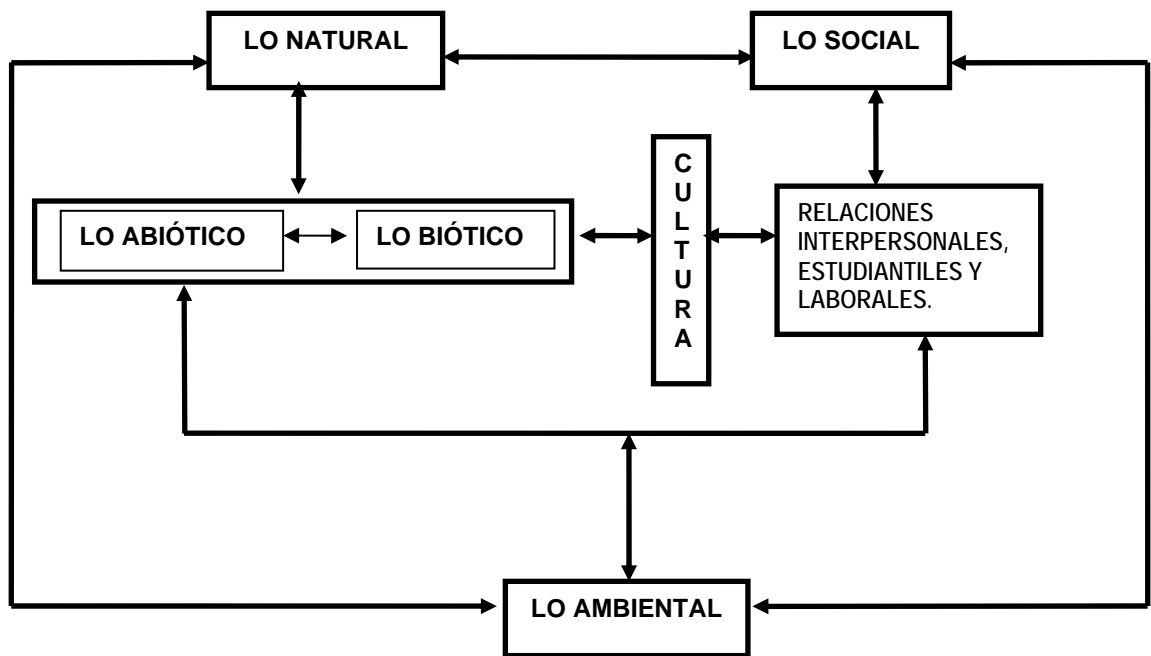 LO NATURAL
LO SOCIAL
C
U
L
T
U
R
A
LO ABIÓTICO
LO BIÓTICO
RELACIONES
INTERPERSONALES,
ESTUDIANTILES Y
LABORALES.
LO AMBIENTAL